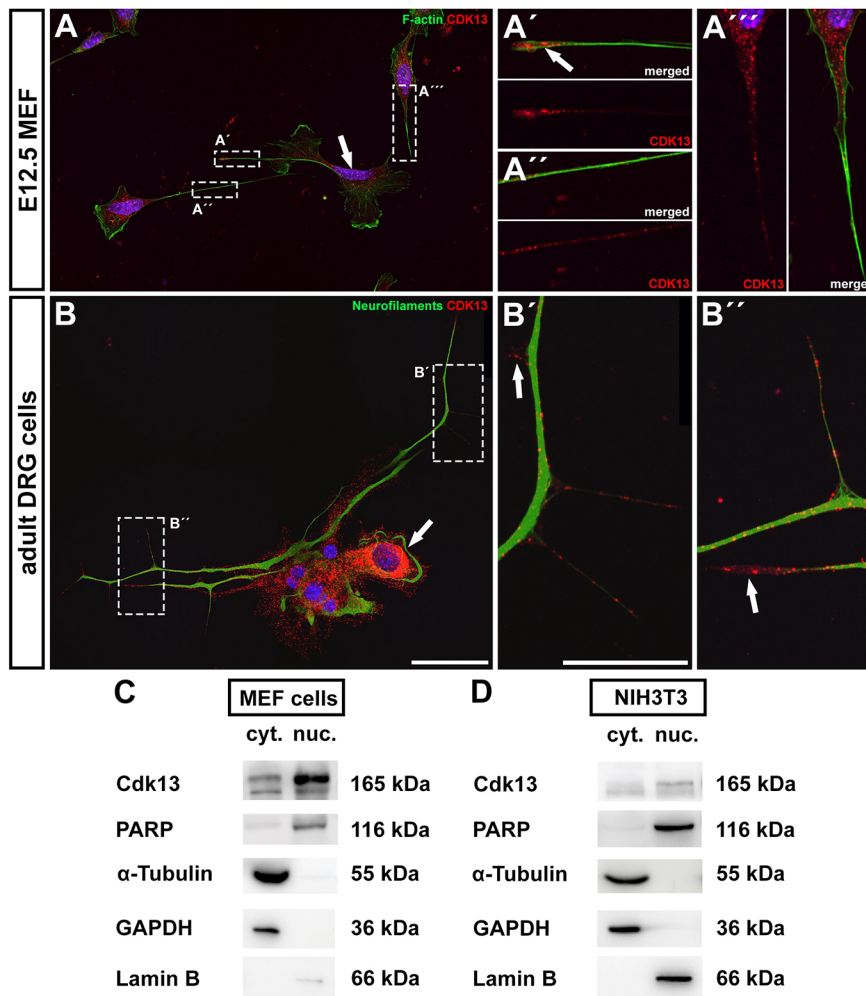 E12.5 MEF
A
F-actin CDK13
A´
A´´
A´´´
A´
merged
CDK13
A´´
merged
CDK13
A´´´
CDK13
merged
adult DRG cells
B
Neurofilaments CDK13
B´
B´´
B´
B´´
C
MEF cells
cyt. nuc.
Cdk13 165 kDa
PARP 116 kDa
α-Tubulin 55 kDa
GAPDH 36 kDa
Lamin B 66 kDa
D
NIH3T3
cyt. nuc.
Cdk13 165 kDa
PARP 116 kDa
α-Tubulin 55 kDa
GAPDH 36 kDa
Lamin B 66 kDa